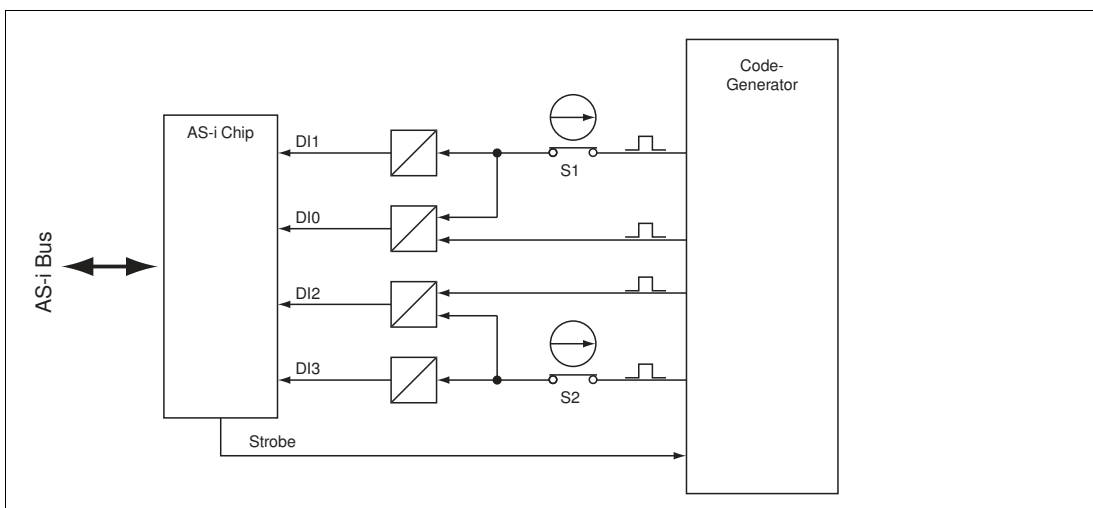 Code-
Generator
AS-i Chip
DI1
S1
DI0
AS-i Bus
DI2
DI3
S2
Strobe